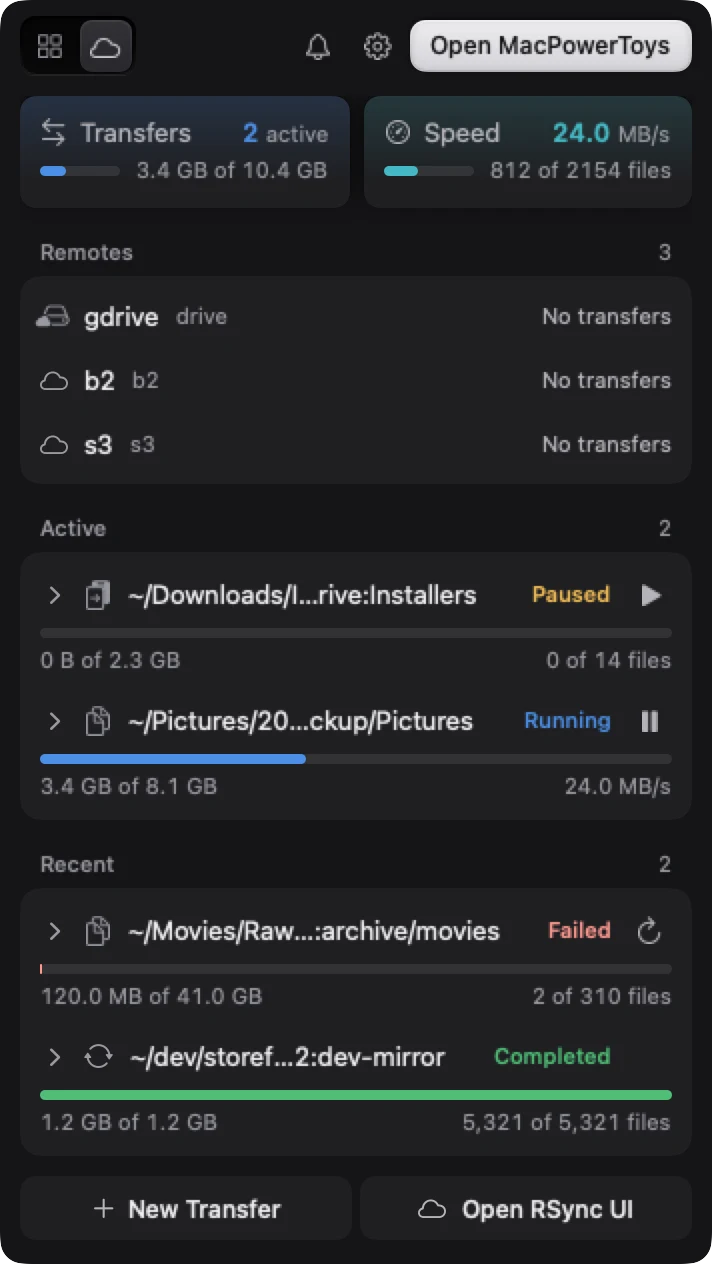 Open MacPowerToys
Transfers 2 active
3.4 GB of 10.4 GB
Speed 24.0 MB/s
812 of 2154 files
Remotes 3
gdrive drive No transfers
b2 b2 No transfers
s3 s3 No transfers
Active 2
~/Downloads/I...rive:Installers Paused
0 B of 2.3 GB 0 of 14 files
~/Pictures/20...ckup/Pictures Running
3.4 GB of 8.1 GB 24.0 MB/s
Recent 2
~/Movies/Raw...:archive/movies Failed
120.0 MB of 41.0 GB 2 of 310 files
~/dev/storef...2:dev-mirror Completed
1.2 GB of 1.2 GB 5,321 of 5,321 files
New Transfer Open RSync UI